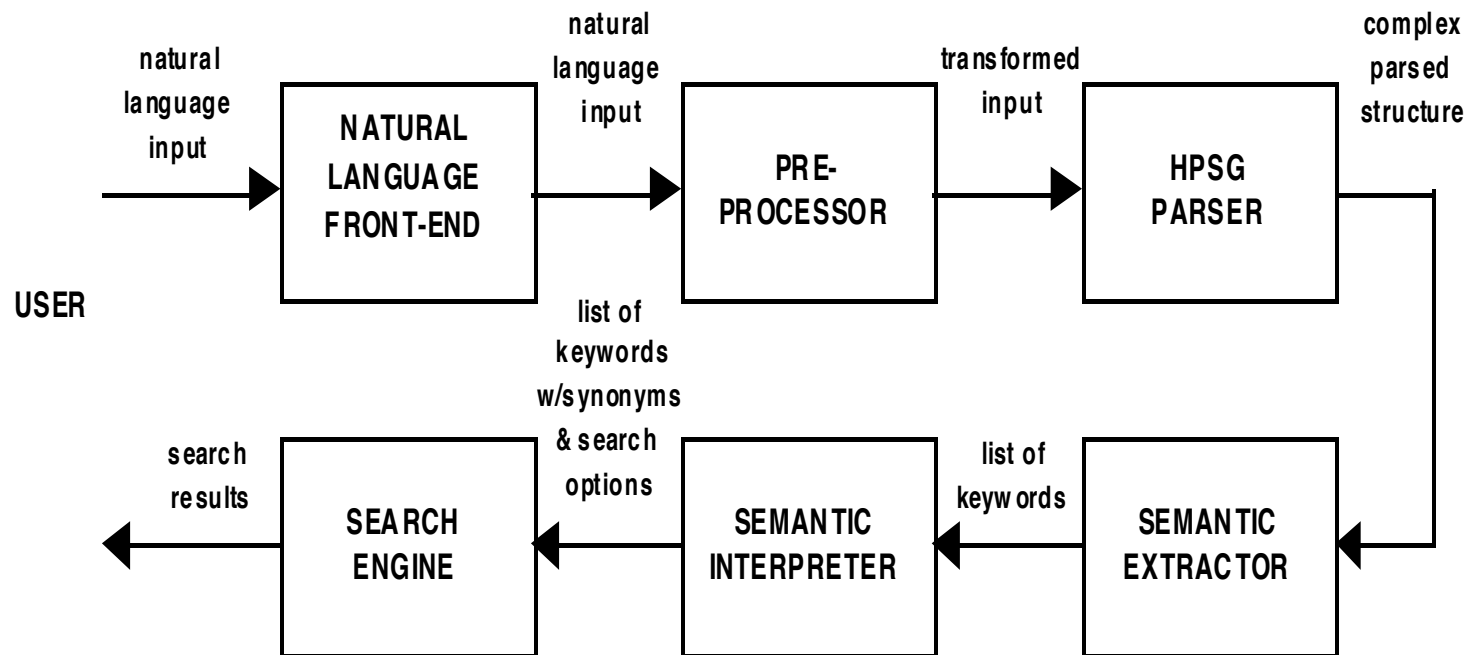 natural
language
input
NATURAL
LANGUAGE
FRONT-END
natural
language
input
PRE-
PROCESSOR
transformed
input
HPSG
PARSER
complex
parsed
structure
USER
search
results
SEARCH
ENGINE
list of
keywords
w/synonyms
& search
options
SEMANTIC
INTERPRETER
list of
keywords
SEMANTIC
EXTRACTOR